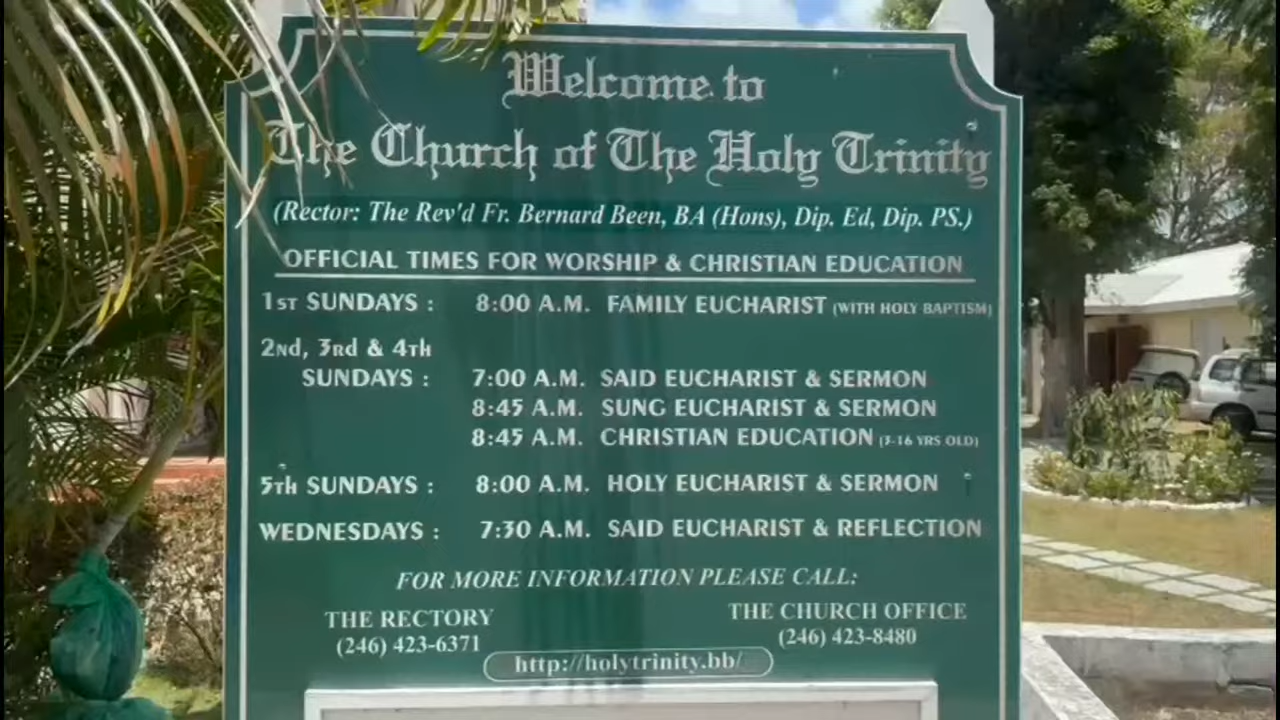 Welcome to
The Church of The Holy Trinity
(Rector: The Rev'd Fr. Bernard Been, BA (Hons), Dip. Ed, Dip. PS.)
OFFICIAL TIMES FOR WORSHIP & CHRISTIAN EDUCATION
1ST SUNDAYS : 8:00 A.M. FAMILY EUCHARIST (WITH HOLY BAPTISM)
2Nd, 3Rd & 4Th
SUNDAYS : 7:00 A.M. SAID EUCHARIST & SERMON
8:45 A.M. SUNG EUCHARIST & SERMON
8:45 A.M. CHRISTIAN EDUCATION (3-16 YRS OLD)
5Th SUNDAYS : 8:00 A.M. HOLY EUCHARIST & SERMON
WEDNESDAYS : 7:30 A.M. SAID EUCHARIST & REFLECTION
FOR MORE INFORMATION PLEASE CALL:
THE RECTORY
(246) 423-6371
THE CHURCH OFFICE
(246) 423-8480
http://holytrinity.bb/